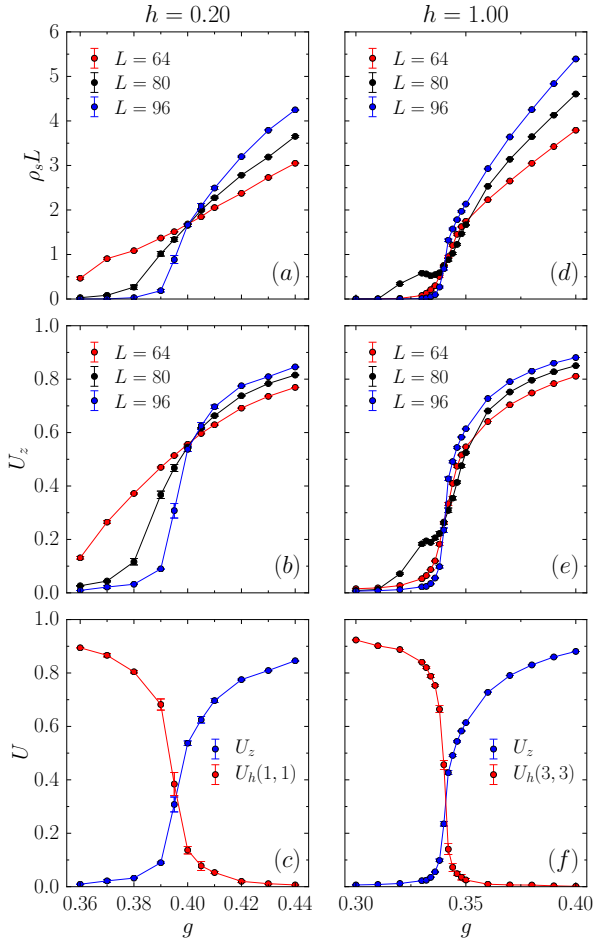 h = 0.20
h = 1.00
ρ_s L
6
5
4
3
2
1
0
L = 64
L = 80
L = 96
(a)
L = 64
L = 80
L = 96
(d)
U_z
1.0
0.8
0.6
0.4
0.2
0.0
L = 64
L = 80
L = 96
(b)
L = 64
L = 80
L = 96
(e)
U
1.0
0.8
0.6
0.4
0.2
0.0
U_z
U_h(1, 1)
(c)
U_z
U_h(3, 3)
(f)
0.36 0.38 0.40 0.42 0.44
0.30 0.35 0.40
g
g